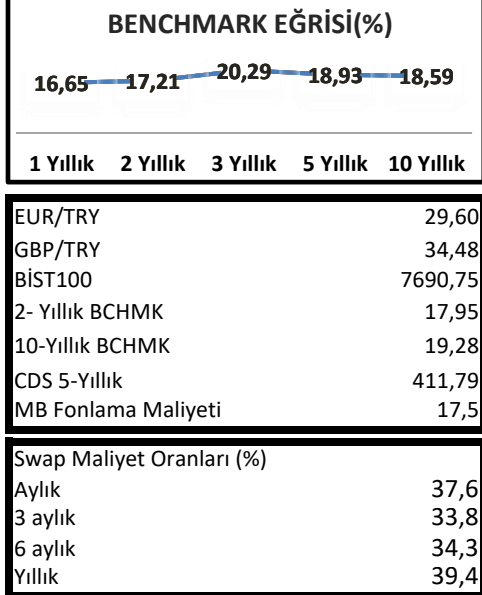 BENCHMARK EĞRİSİ(%)
16,65 17,21 20,29 18,93 18,59
1 Yıllık 2 Yıllık 3 Yıllık 5 Yıllık 10 Yıllık
EUR/TRY 29,60
GBP/TRY 34,48
BİST100 7690,75
2- Yıllık BCHMK 17,95
10-Yıllık BCHMK 19,28
CDS 5-Yıllık 411,79
MB Fonlama Maliyeti 17,5
Swap Maliyet Oranları (%)
Aylık 37,6
3 aylık 33,8
6 aylık 34,3
Yıllık 39,4